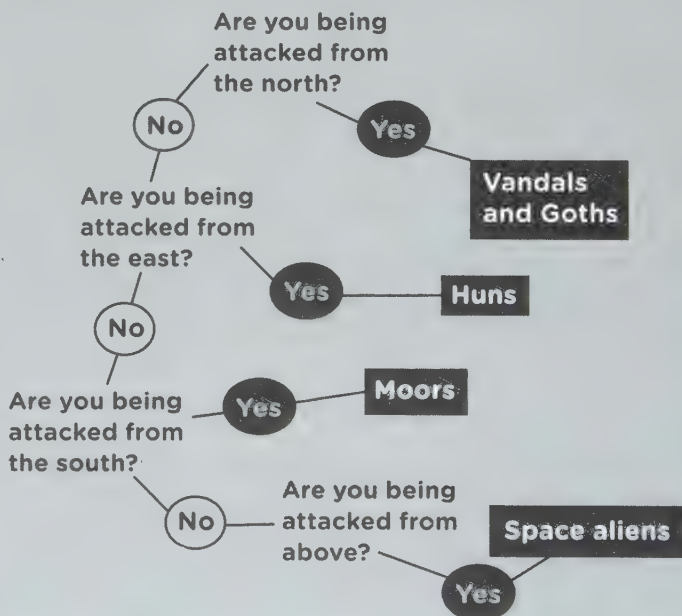 Are you being
attacked from
the north?
No
Yes
Vandals
and Goths
Are you being
attacked from
the east?
Yes
Huns
No
Are you being
attacked from
the south?
Yes
Moors
No
Are you being
attacked from
above?
Yes
Space aliens